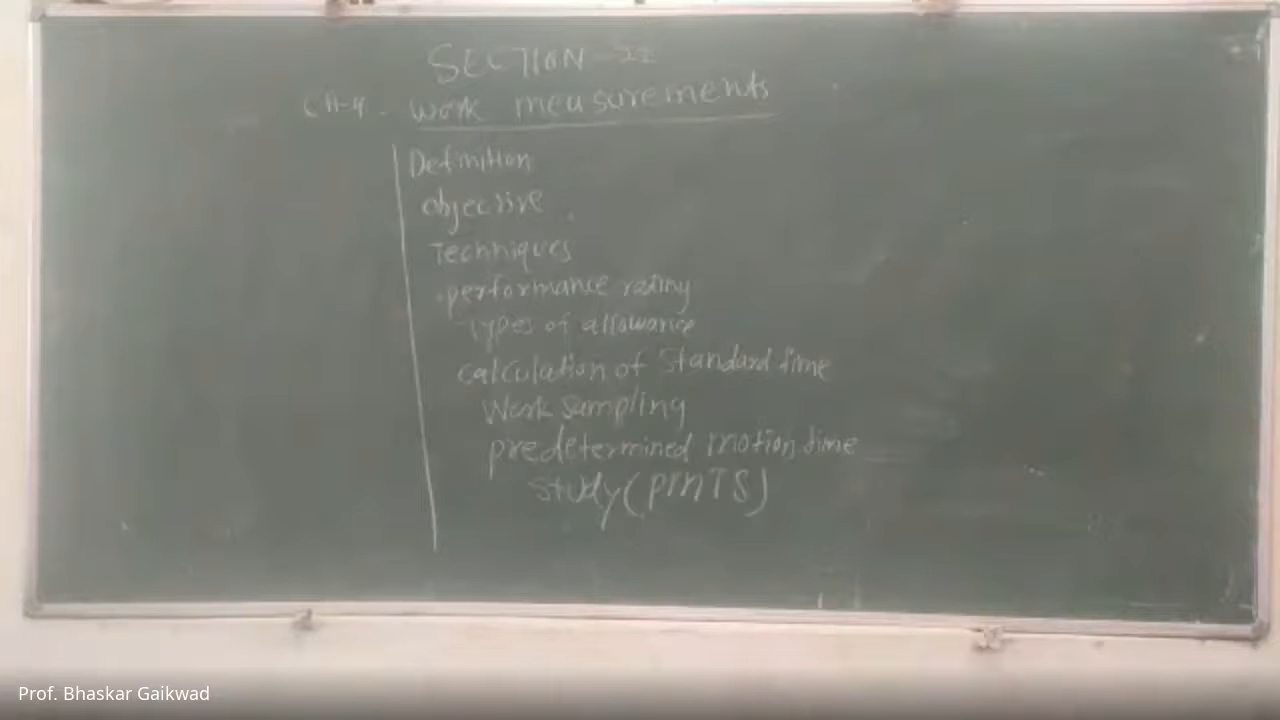 SECTION - II
CH-4 - work measurements
Definition
objective
Techniques
performance rating
Types of allowance
calculation of Standard time
Work sampling
predetermined motion time
study (PMTS)
Prof. Bhaskar Gaikwad